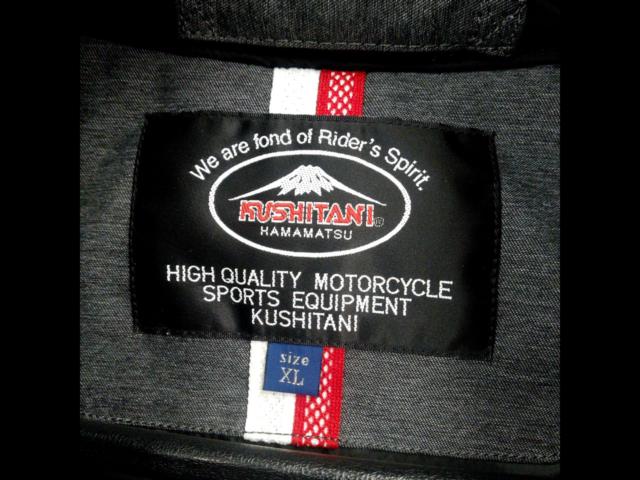 We are fond of Rider's Spirit.
KUSHITANI®
HAMAMATSU
HIGH QUALITY MOTORCYCLE
SPORTS EQUIPMENT
KUSHITANI
size
XL